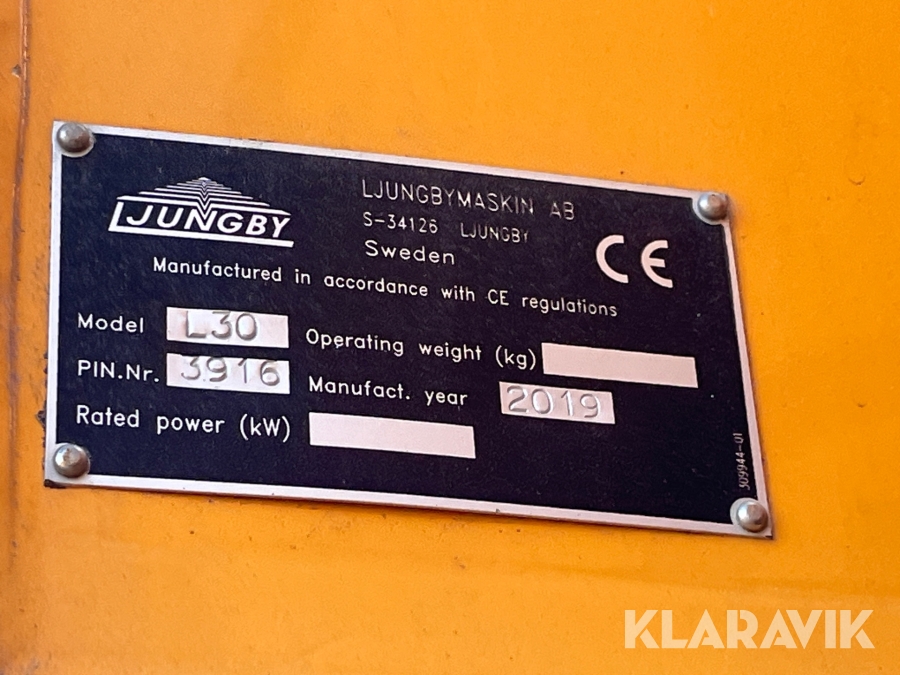 LJUNGBY
LJUNGBYMASKIN AB
S-34126 LJUNGBY
Sweden
CE
Manufactured in accordance with CE regulations
Model L30 Operating weight (kg)
PIN.Nr. 3916 Manufact. year 2019
Rated power (kW)
309944-01
KLARAVIK